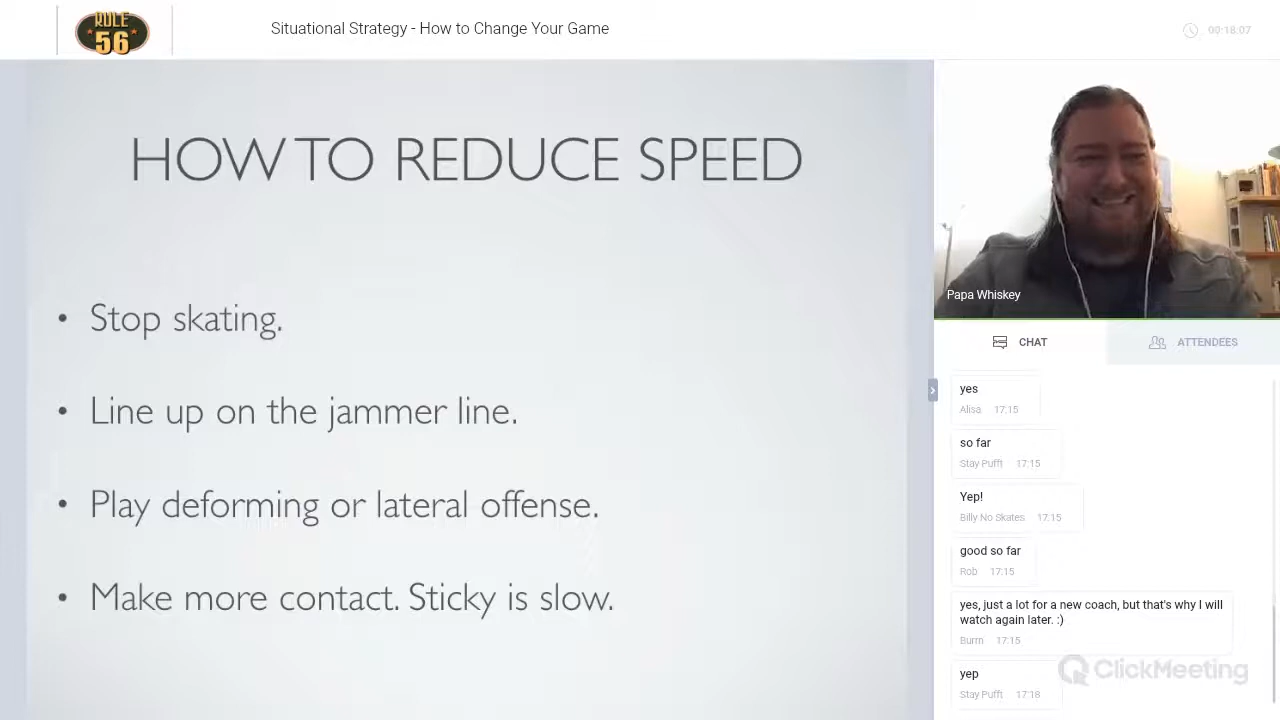 RULE
56
Situational Strategy - How to Change Your Game
00:18:07
HOW TO REDUCE SPEED
• Stop skating.
• Line up on the jammer line.
• Play deforming or lateral offense.
• Make more contact. Sticky is slow.
Papa Whiskey
CHAT
ATTENDEES
yes
Alisa 17:15
so far
Stay Pufft 17:15
Yep!
Billy No Skates 17:15
good so far
Rob 17:15
yes, just a lot for a new coach, but that's why I will
watch again later. :)
Burm 17:15
yep
Stay Pufft 17:18
ClickMeeting